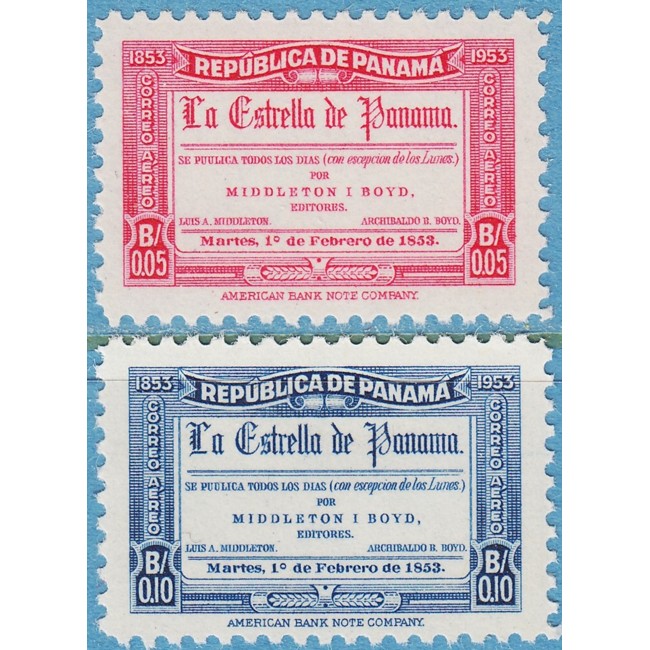 1853 REPÚBLICA DE PANAMÁ 1953
CORREO AEREO
CORREO AEREO
La Estrella de Panama.
SE PUULICA TODOS LOS DIAS (con escepcion de los Lunes.)
POR
MIDDLETON I BOYD,
EDITORES.
LUIS A. MIDDLETON. ARCHIBALDO B. BOYD.
Martes, 1º de Febrero de 1853.
B/ 0.05
B/ 0.05
AMERICAN BANK NOTE COMPANY.
1853 REPÚBLICA DE PANAMÁ 1953
CORREO AEREO
CORREO AEREO
La Estrella de Panama.
SE PUULICA TODOS LOS DIAS (con escepcion de los Lunes.)
POR
MIDDLETON I BOYD,
EDITORES.
LUIS A. MIDDLETON. ARCHIBALDO B. BOYD.
Martes, 1º de Febrero de 1853.
B/ 0.10
B/ 0.10
AMERICAN BANK NOTE COMPANY.